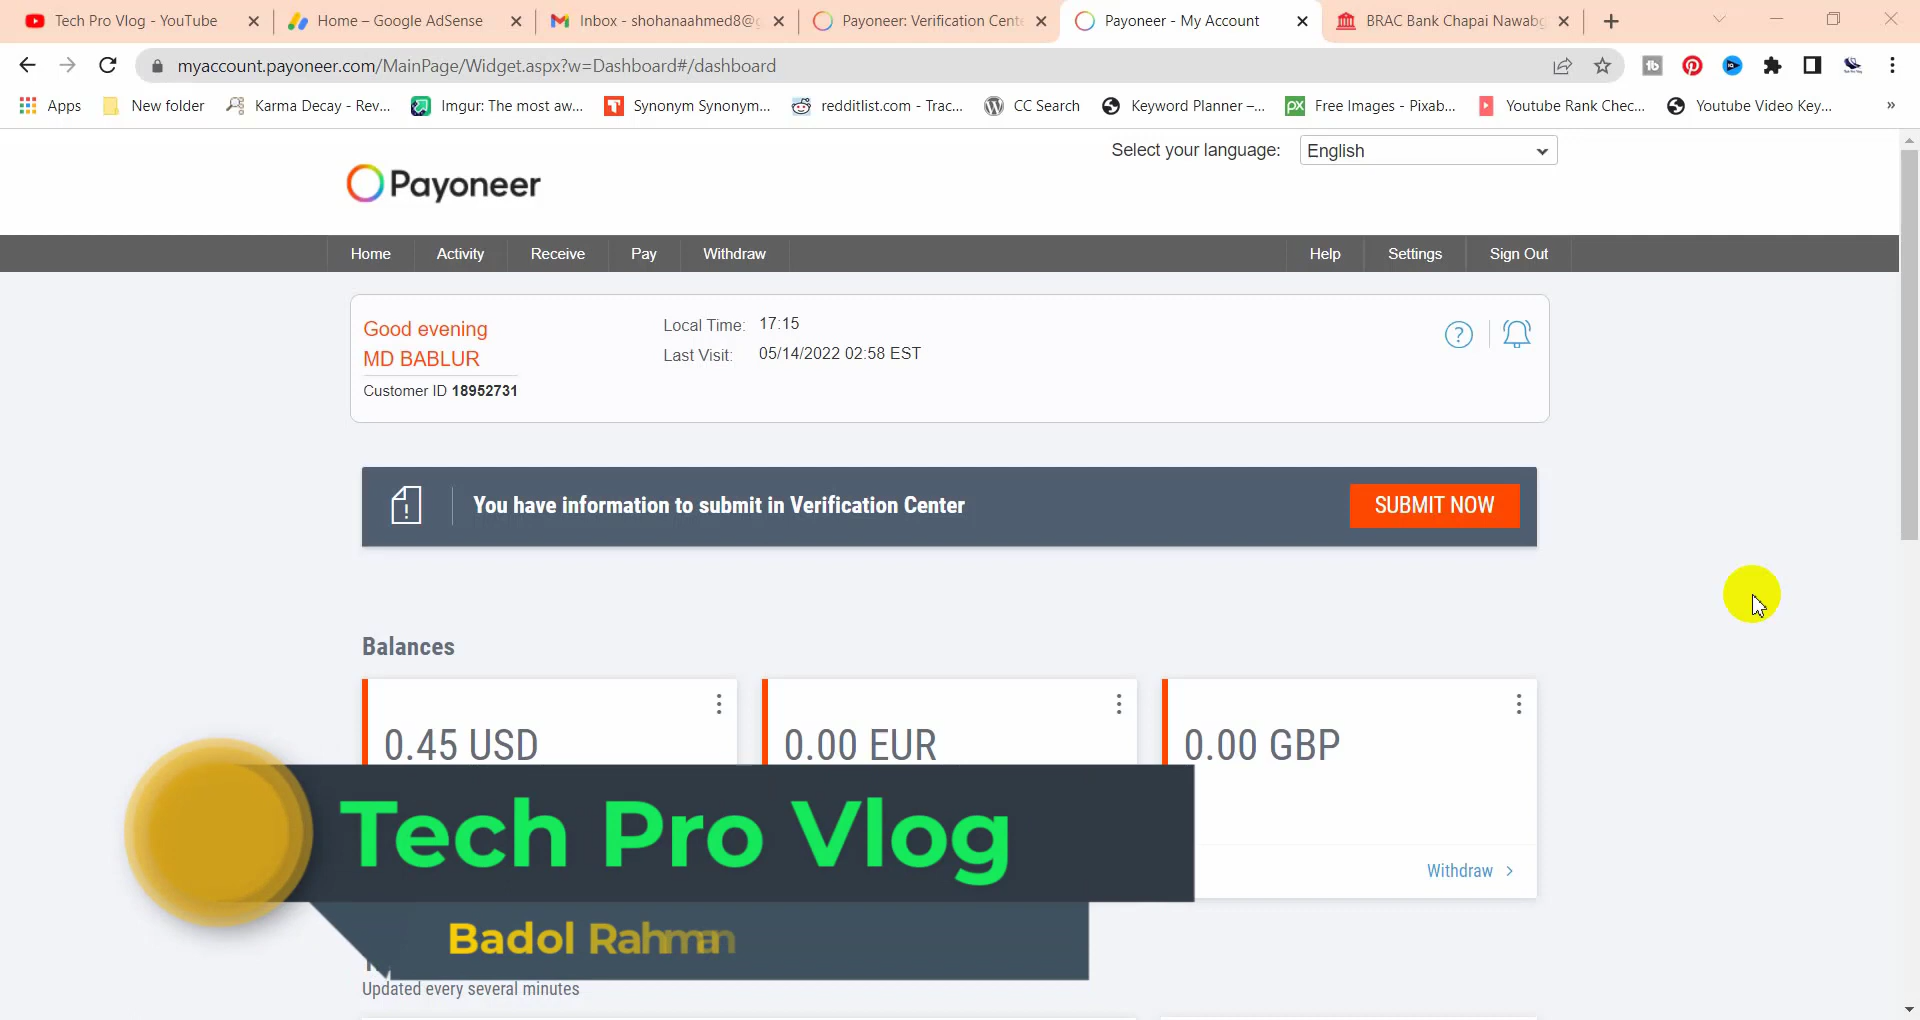 Tech Pro Vlog - YouTube
Home – Google AdSense
Inbox - shohanaahmed8@g
Payoneer: Verification Cente
Payoneer - My Account
BRAC Bank Chapai Nawabg
myaccount.payoneer.com/MainPage/Widget.aspx?w=Dashboard#/dashboard
Apps
New folder
Karma Decay - Rev...
Imgur: The most aw...
Synonym Synonym...
redditlist.com - Trac...
CC Search
Keyword Planner –...
Free Images - Pixab...
Youtube Rank Chec...
Youtube Video Key...
»
Select your language:
English
Payoneer
Home
Activity
Receive
Pay
Withdraw
Help
Settings
Sign Out
Good evening
MD BABLUR
Customer ID 18952731
Local Time: 17:15
Last Visit: 05/14/2022 02:58 EST
You have information to submit in Verification Center
SUBMIT NOW
Balances
0.45 USD
0.00 EUR
0.00 GBP
Withdraw
Tech Pro Vlog
Badol Rahman
Updated every several minutes